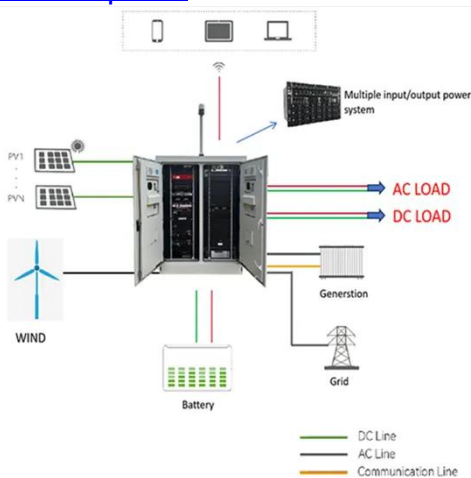 Multiple input/output power
system
PV1
PVN
AC LOAD
DC LOAD
Generstion
WIND
Grid
Battery
DC Line
AC Line
Communication Line